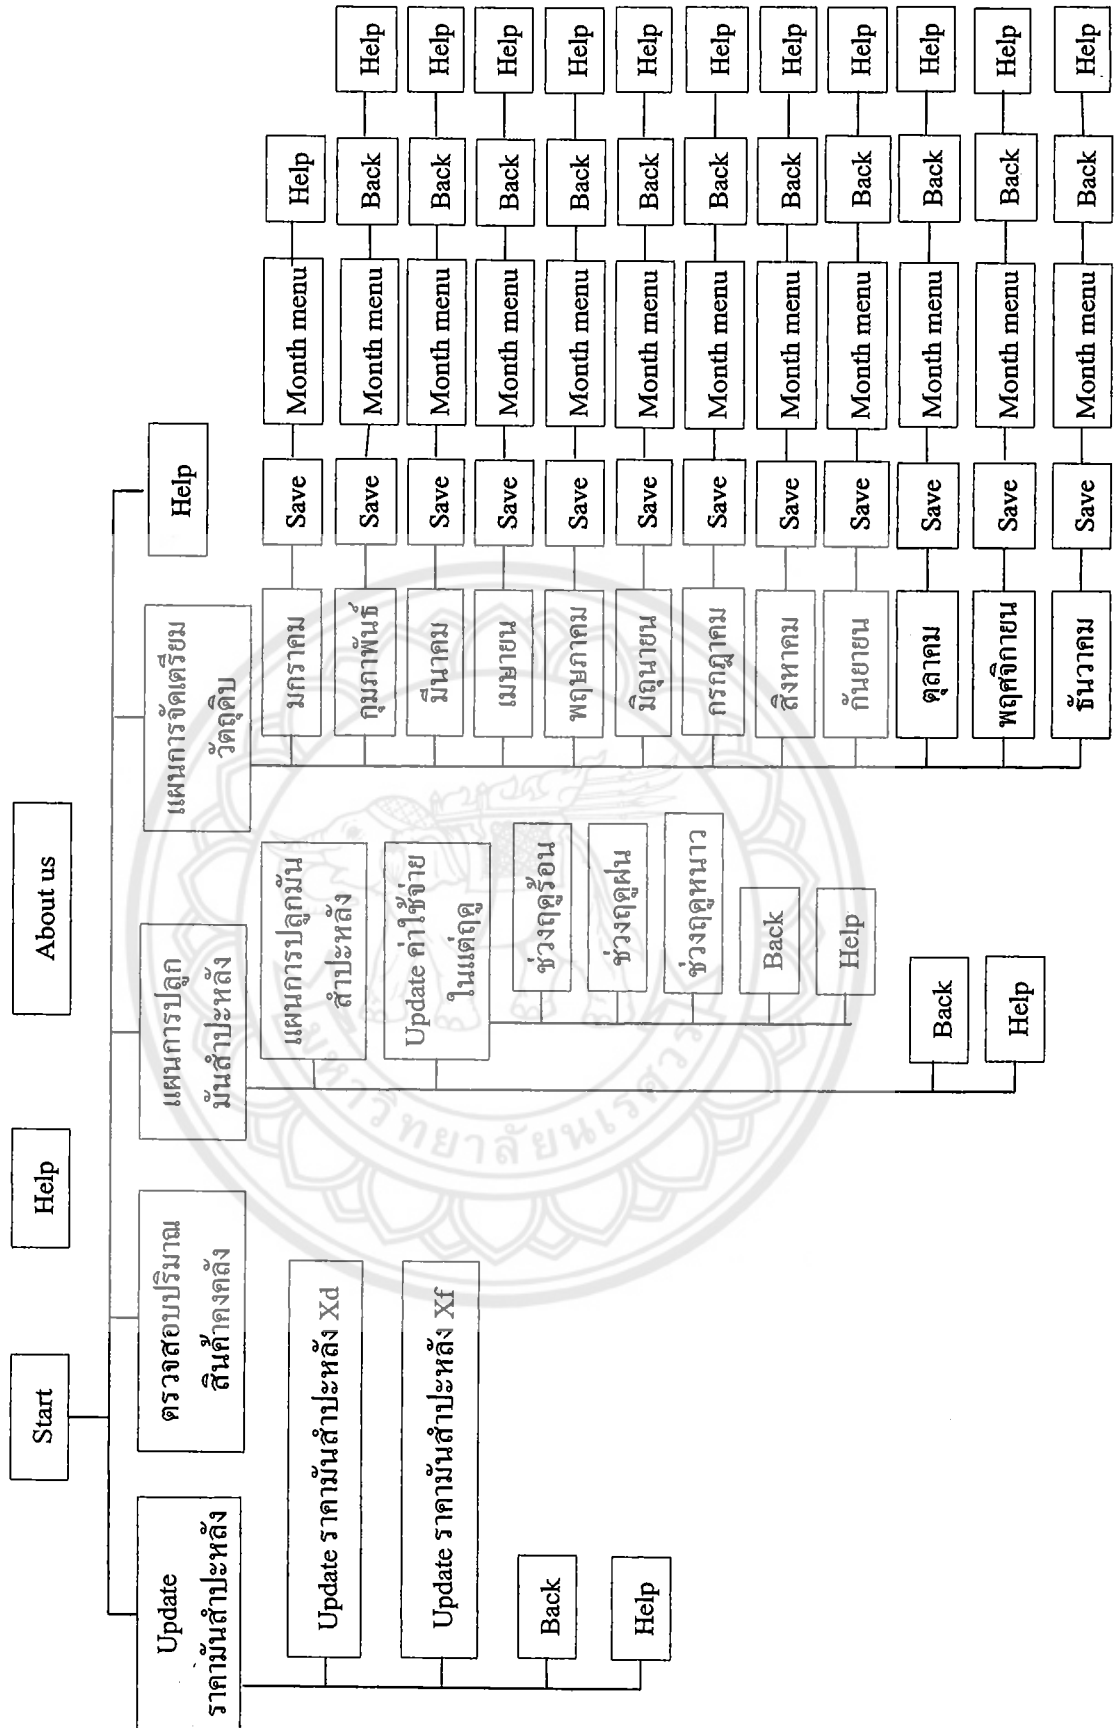 Start
Help
About us
Update
ราคามันสำปะหลัง
ตรวจสอบปริมาณ
สินค้าคงคลัง
แผนการปลูก
มันสำปะหลัง
แผนการจัดเตรียม
วัตถุดิบ
Help
Update ราคามันสำปะหลัง Xd
Update ราคามันสำปะหลัง Xf
Back
Help
แผนการปลูกมัน
สำปะหลัง
Update ค่าใช้จ่าย
ในแต่ฤดู
ช่วงฤดูร้อน
ช่วงฤดูฝน
ช่วงฤดูหนาว
Back
Help
Back
Help
มกราคม Save Month menu Help
กุมภาพันธ์ Save Month menu Back Help
มีนาคม Save Month menu Back Help
เมษายน Save Month menu Back Help
พฤษภาคม Save Month menu Back Help
มิถุนายน Save Month menu Back Help
กรกฎาคม Save Month menu Back Help
สิงหาคม Save Month menu Back Help
กันยายน Save Month menu Back Help
ตุลาคม Save Month menu Back Help
พฤศจิกายน Save Month menu Back Help
ธันวาคม Save Month menu Back Help
มหาวิทยาลัยนเรศวร